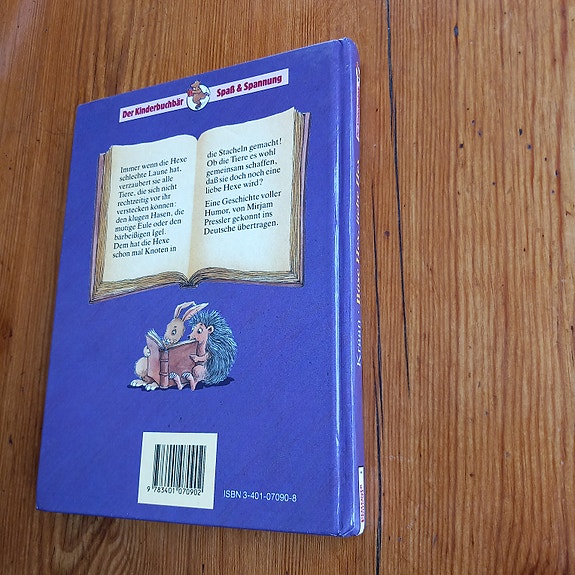 Der Kinderbuchbär Spaß & Spannung
Immer wenn die Hexe
schlechte Laune hat,
verzaubert sie alle
Tiere, die sich nicht
rechtzeitig vor ihr
verstecken können:
den klugen Hasen, die
mutige Eule oder den
barbeißigen Igel.
Dem hat die Hexe
schon mal Knoten in
die Stacheln gemacht!
Ob die Tiere es wohl
gemeinsam schaffen,
daß sie doch noch eine
liebe Hexe wird?
Eine Geschichte voller
Humor, von Mirjam
Pressler gekonnt ins
Deutsche übertragen.
9 783401 070902
ISBN 3-401-07090-8